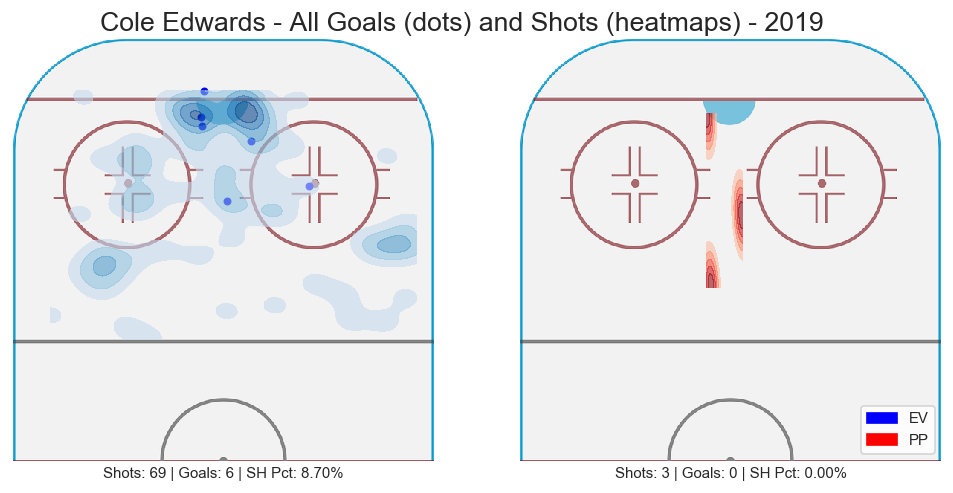 Cole Edwards - All Goals (dots) and Shots (heatmaps) - 2019
EV
PP
Shots: 69 | Goals: 6 | SH Pct: 8.70%
Shots: 3 | Goals: 0 | SH Pct: 0.00%